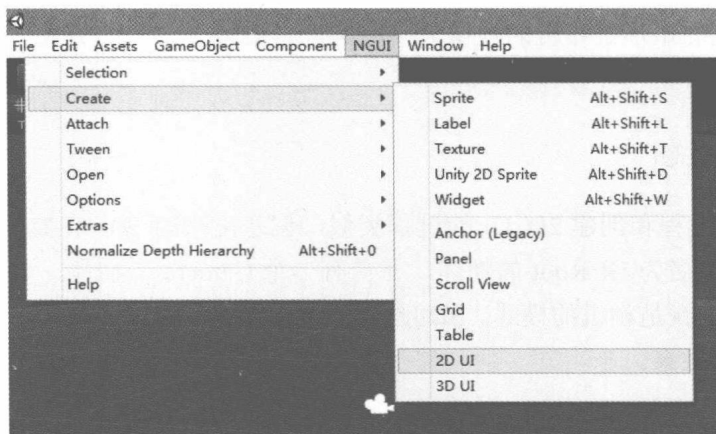 File Edit Assets GameObject Component NGUI Window Help
Selection
Create
Attach
Tween
Open
Options
Extras
Normalize Depth Hierarchy Alt+Shift+0
Help
Sprite Alt+Shift+S
Label Alt+Shift+L
Texture Alt+Shift+T
Unity 2D Sprite Alt+Shift+D
Widget Alt+Shift+W
Anchor (Legacy)
Panel
Scroll View
Grid
Table
2D UI
3D UI